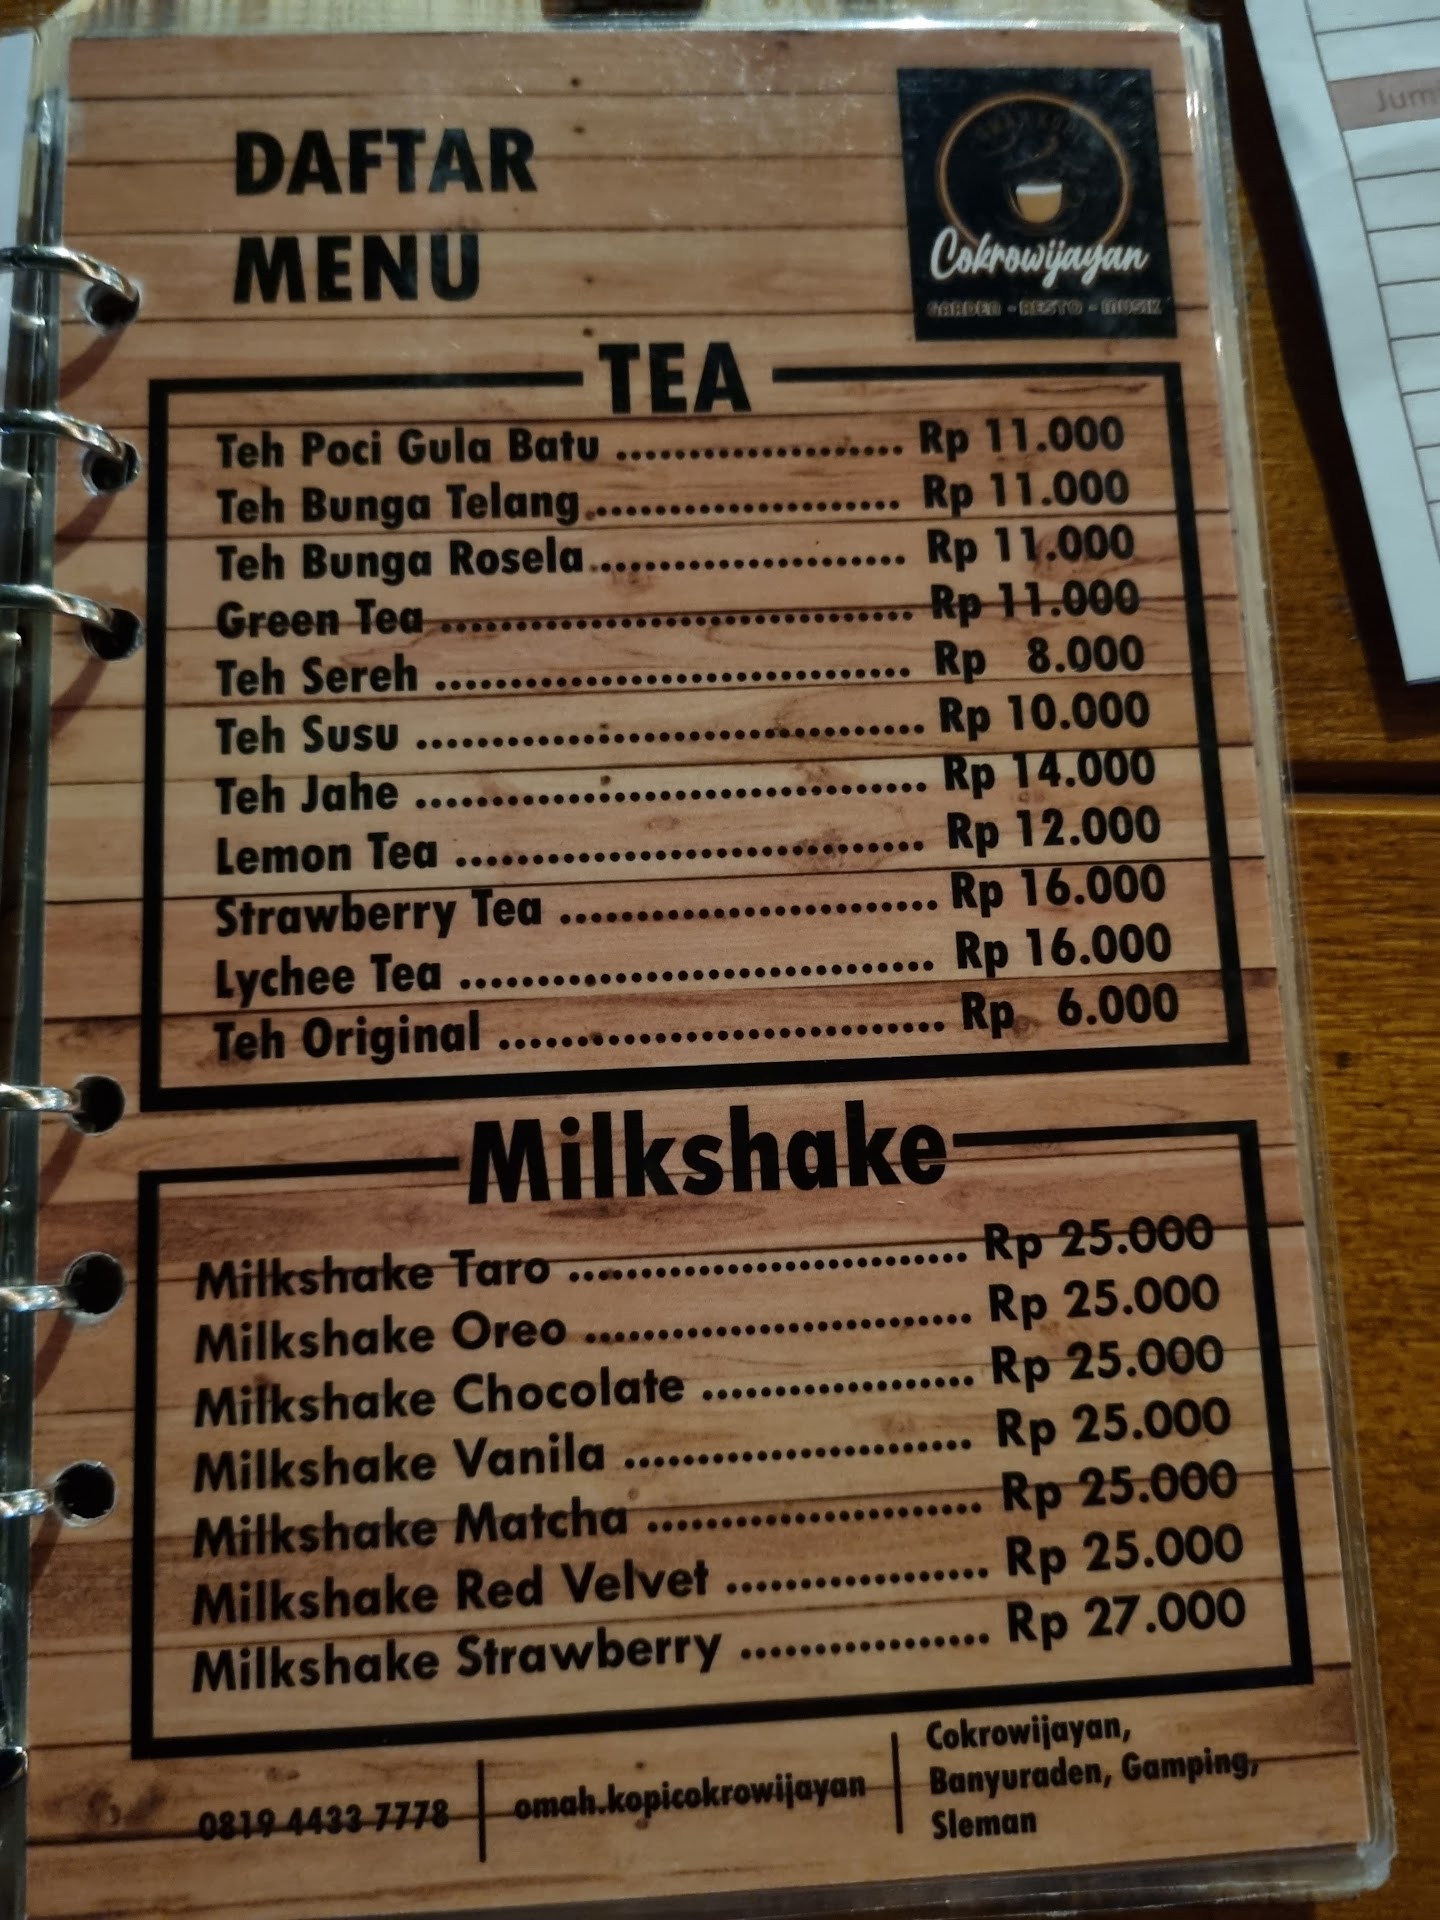 DAFTAR
MENU
Cokrowijayan
GARDEN - RESTO - MUSIK
TEA
Teh Poci Gula Batu .................... Rp 11.000
Teh Bunga Telang ..................... Rp 11.000
Teh Bunga Rosela ..................... Rp 11.000
Green Tea ................................ Rp 11.000
Teh Sereh ................................ Rp 8.000
Teh Susu .................................. Rp 10.000
Teh Jahe .................................. Rp 14.000
Lemon Tea ............................... Rp 12.000
Strawberry Tea ......................... Rp 16.000
Lychee Tea ............................... Rp 16.000
Teh Original ............................. Rp 6.000
Milkshake
Milkshake Taro ............................ Rp 25.000
Milkshake Oreo ........................... Rp 25.000
Milkshake Chocolate ................... Rp 25.000
Milkshake Vanila ........................ Rp 25.000
Milkshake Matcha ....................... Rp 25.000
Milkshake Red Velvet .................. Rp 25.000
Milkshake Strawberry ................. Rp 27.000
0819 4433 7778
omah.kopicokrowijayan
Cokrowijayan,
Banyuraden, Gamping,
Sleman